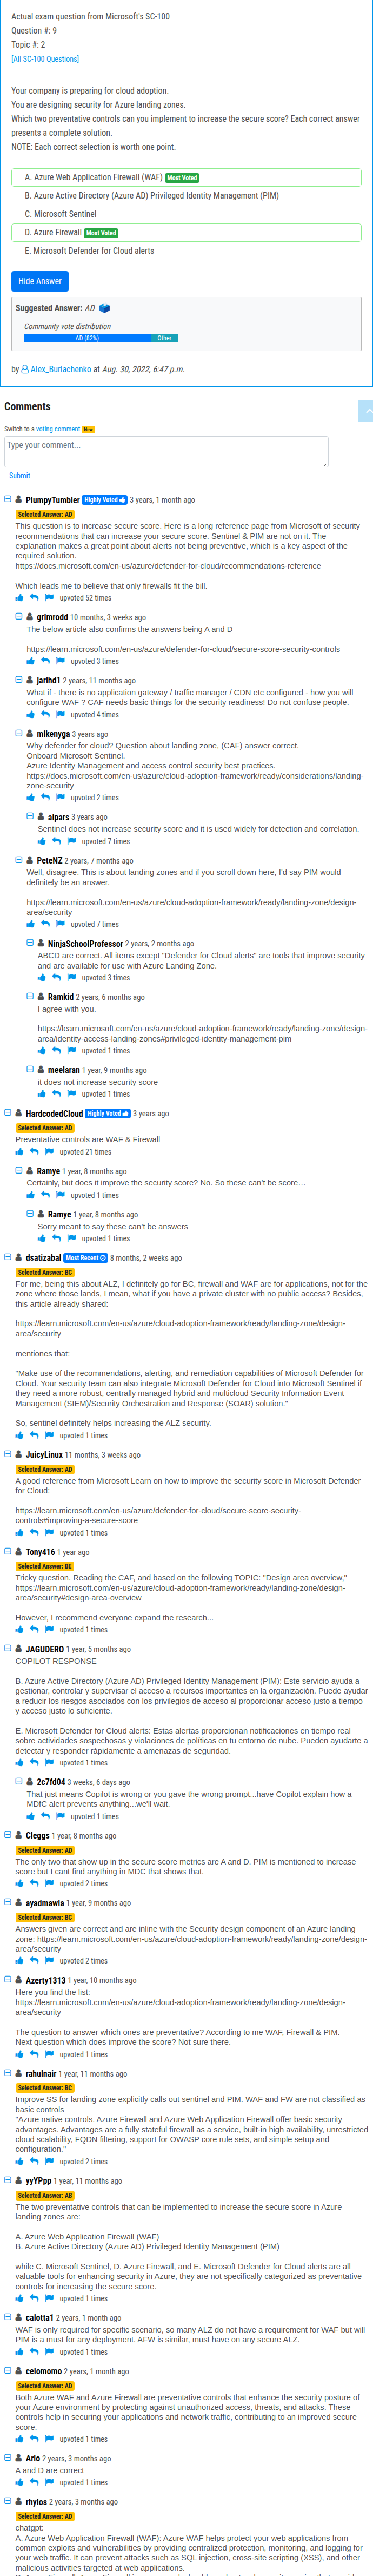 Actual exam question from Microsoft's SC-100
Question #: 9
Topic #: 2
[All SC-100 Questions]
Your company is preparing for cloud adoption.
You are designing security for Azure landing zones.
Which two preventative controls can you implement to increase the secure score? Each correct answer
presents a complete solution.
NOTE: Each correct selection is worth one point.
A. Azure Web Application Firewall (WAF) Most Voted
B. Azure Active Directory (Azure AD) Privileged Identity Management (PIM)
C. Microsoft Sentinel
D. Azure Firewall Most Voted
E. Microsoft Defender for Cloud alerts
Hide Answer
Suggested Answer: AD
Community vote distribution
AD (82%) Other
by Alex_Burlachenko at Aug. 30, 2022, 6:47 p.m.
Comments
Switch to a voting comment New
Type your comment...
Submit
PlumpyTumbler Highly Voted 3 years, 1 month ago
Selected Answer: AD
This question is to increase secure score. Here is a long reference page from Microsoft of security
recommendations that can increase your secure score. Sentinel & PIM are not on it. The
explanation makes a great point about alerts not being preventive, which is a key aspect of the
required solution.
https://docs.microsoft.com/en-us/azure/defender-for-cloud/recommendations-reference
Which leads me to believe that only firewalls fit the bill.
upvoted 52 times
grimrodd 10 months, 3 weeks ago
The below article also confirms the answers being A and D
https://learn.microsoft.com/en-us/azure/defender-for-cloud/secure-score-security-controls
upvoted 3 times
jarihd1 2 years, 11 months ago
What if - there is no application gateway / traffic manager / CDN etc configured - how you will
configure WAF ? CAF needs basic things for the security readiness! Do not confuse people.
upvoted 4 times
mikenyga 3 years ago
Why defender for cloud? Question about landing zone, (CAF) answer correct.
Onboard Microsoft Sentinel.
Azure Identity Management and access control security best practices.
https://docs.microsoft.com/en-us/azure/cloud-adoption-framework/ready/considerations/landing-
zone-security
upvoted 2 times
alpars 3 years ago
Sentinel does not increase security score and it is used widely for detection and correlation.
upvoted 7 times
PeteNZ 2 years, 7 months ago
Well, disagree. This is about landing zones and if you scroll down here, I'd say PIM would
definitely be an answer.
https://learn.microsoft.com/en-us/azure/cloud-adoption-framework/ready/landing-zone/design-
area/security
upvoted 7 times
NinjaSchoolProfessor 2 years, 2 months ago
ABCD are correct. All items except "Defender for Cloud alerts" are tools that improve security
and are available for use with Azure Landing Zone.
upvoted 3 times
Ramkid 2 years, 6 months ago
I agree with you.
https://learn.microsoft.com/en-us/azure/cloud-adoption-framework/ready/landing-zone/design-
area/identity-access-landing-zones#privileged-identity-management-pim
upvoted 1 times
meelaran 1 year, 9 months ago
it does not increase security score
upvoted 1 times
HardcodedCloud Highly Voted 3 years ago
Selected Answer: AD
Preventative controls are WAF & Firewall
upvoted 21 times
Ramye 1 year, 8 months ago
Certainly, but does it improve the security score? No. So these can't be score…
upvoted 1 times
Ramye 1 year, 8 months ago
Sorry meant to say these can't be answers
upvoted 1 times
dsatizabal Most Recent 8 months, 2 weeks ago
Selected Answer: BC
For me, being this about ALZ, I definitely go for BC, firewall and WAF are for applications, not for the
zone where those lands, I mean, what if you have a private cluster with no public access? Besides,
this article already shared:
https://learn.microsoft.com/en-us/azure/cloud-adoption-framework/ready/landing-zone/design-
area/security
mentiones that:
"Make use of the recommendations, alerting, and remediation capabilities of Microsoft Defender for
Cloud. Your security team can also integrate Microsoft Defender for Cloud into Microsoft Sentinel if
they need a more robust, centrally managed hybrid and multicloud Security Information Event
Management (SIEM)/Security Orchestration and Response (SOAR) solution."
So, sentinel definitely helps increasing the ALZ security.
upvoted 1 times
JuicyLinux 11 months, 3 weeks ago
Selected Answer: AD
A good reference from Microsoft Learn on how to improve the security score in Microsoft Defender
for Cloud:
https://learn.microsoft.com/en-us/azure/defender-for-cloud/secure-score-security-
controls#improving-a-secure-score
upvoted 1 times
Tony416 1 year ago
Selected Answer: BE
Tricky question. Reading the CAF, and based on the following TOPIC: "Design area overview,"
https://learn.microsoft.com/en-us/azure/cloud-adoption-framework/ready/landing-zone/design-
area/security#design-area-overview
However, I recommend everyone expand the research...
upvoted 1 times
JAGUDERO 1 year, 5 months ago
COPILOT RESPONSE
B. Azure Active Directory (Azure AD) Privileged Identity Management (PIM): Este servicio ayuda a
gestionar, controlar y supervisar el acceso a recursos importantes en la organización. Puede ayudar
a reducir los riesgos asociados con los privilegios de acceso al proporcionar acceso justo a tiempo
y acceso justo lo suficiente.
E. Microsoft Defender for Cloud alerts: Estas alertas proporcionan notificaciones en tiempo real
sobre actividades sospechosas y violaciones de políticas en tu entorno de nube. Pueden ayudarte a
detectar y responder rápidamente a amenazas de seguridad.
upvoted 1 times
2c7fd04 3 weeks, 6 days ago
That just means Copilot is wrong or you gave the wrong prompt...have Copilot explain how a
MDfC alert prevents anything...we'll wait.
upvoted 1 times
Cleggs 1 year, 8 months ago
Selected Answer: AD
The only two that show up in the secure score metrics are A and D. PIM is mentioned to increase
score but I cant find anything in MDC that shows that.
upvoted 2 times
ayadmawla 1 year, 9 months ago
Selected Answer: BC
Answers given are correct and are inline with the Security design component of an Azure landing
zone: https://learn.microsoft.com/en-us/azure/cloud-adoption-framework/ready/landing-zone/design-
area/security
upvoted 2 times
Azerty1313 1 year, 10 months ago
Here you find the list:
https://learn.microsoft.com/en-us/azure/cloud-adoption-framework/ready/landing-zone/design-
area/security
The question to answer which ones are preventative? According to me WAF, Firewall & PIM.
Next question which does improve the score? Not sure there.
upvoted 1 times
rahulnair 1 year, 11 months ago
Selected Answer: BC
Improve SS for landing zone explicitly calls out sentinel and PIM. WAF and FW are not classified as
basic controls
"Azure native controls. Azure Firewall and Azure Web Application Firewall offer basic security
advantages. Advantages are a fully stateful firewall as a service, built-in high availability, unrestricted
cloud scalability, FQDN filtering, support for OWASP core rule sets, and simple setup and
configuration."
upvoted 2 times
yyYPpp 1 year, 11 months ago
Selected Answer: AB
The two preventative controls that can be implemented to increase the secure score in Azure
landing zones are:
A. Azure Web Application Firewall (WAF)
B. Azure Active Directory (Azure AD) Privileged Identity Management (PIM)
while C. Microsoft Sentinel, D. Azure Firewall, and E. Microsoft Defender for Cloud alerts are all
valuable tools for enhancing security in Azure, they are not specifically categorized as preventative
controls for increasing the secure score.
upvoted 1 times
calotta1 2 years, 1 month ago
WAF is only required for specific scenario, so many ALZ do not have a requirement for WAF but will
PIM is a must for any deployment. AFW is similar, must have on any secure ALZ.
upvoted 1 times
celomomo 2 years, 1 month ago
Selected Answer: AD
Both Azure WAF and Azure Firewall are preventative controls that enhance the security posture of
your Azure environment by protecting against unauthorized access, threats, and attacks. These
controls help in securing your applications and network traffic, contributing to an improved secure
score.
upvoted 1 times
Ario 2 years, 3 months ago
A and D are correct
upvoted 1 times
rhylos 2 years, 3 months ago
Selected Answer: AD
chatgpt:
A. Azure Web Application Firewall (WAF): Azure WAF helps protect your web applications from
common exploits and vulnerabilities by providing centralized protection, monitoring, and logging for
your web traffic. It can prevent attacks such as SQL injection, cross-site scripting (XSS), and other
malicious activities targeted at web applications.